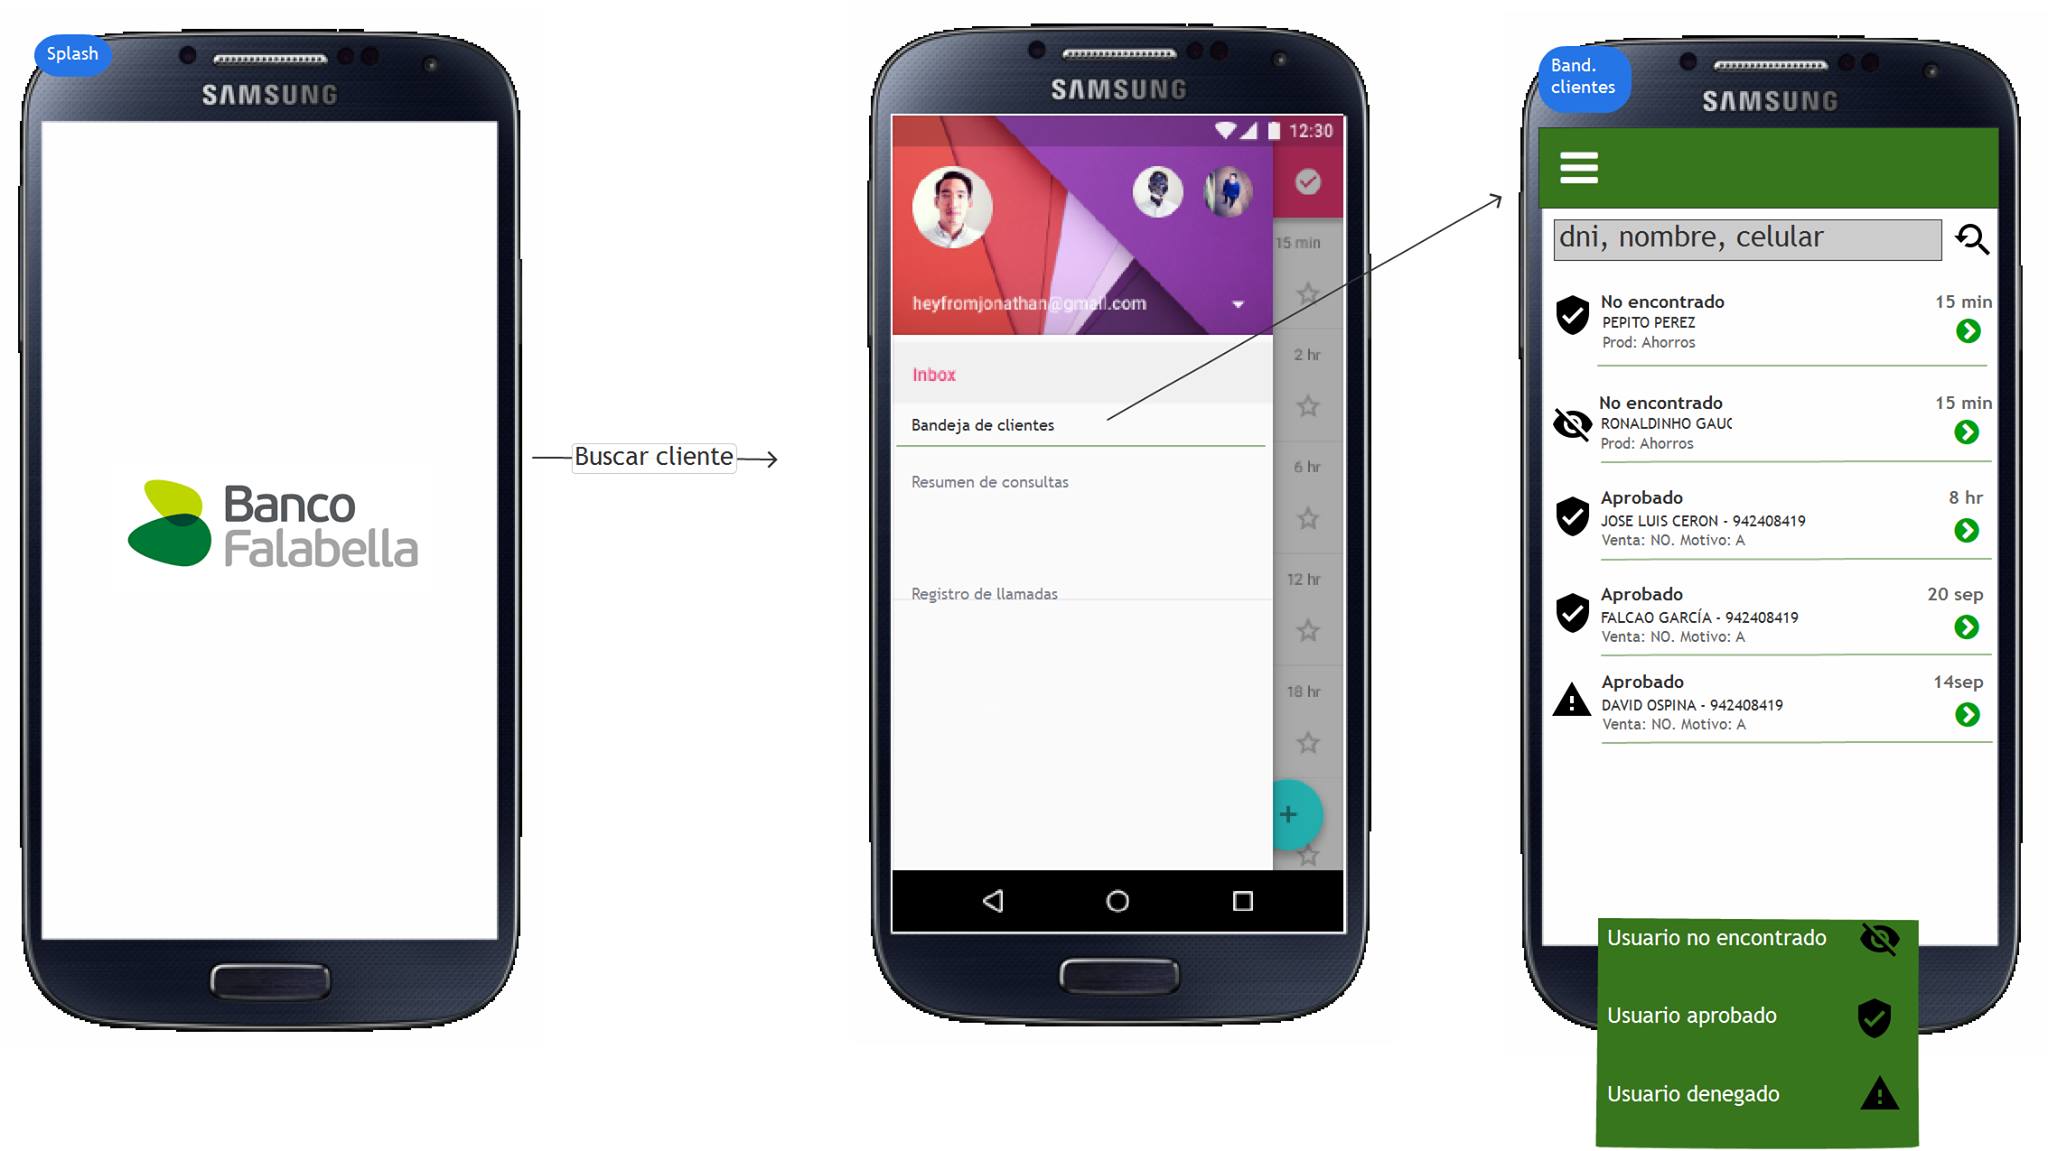 Splash
SAMSUNG
Banco
Falabella
Buscar cliente
SAMSUNG
12:30
heyfromjonathan@gmail.com
15 min
Inbox
2 hr
Bandeja de clientes
6 hr
Resumen de consultas
12 hr
Registro de llamadas
18 hr
Band.
clientes
SAMSUNG
dni, nombre, celular
No encontrado 15 min
PEPITO PEREZ
Prod: Ahorros
No encontrado 15 min
RONALDINHO GAUC
Prod: Ahorros
Aprobado 8 hr
JOSE LUIS CERON - 942408419
Venta: NO. Motivo: A
Aprobado 20 sep
FALCAO GARCÍA - 942408419
Venta: NO. Motivo: A
Aprobado 14sep
DAVID OSPINA - 942408419
Venta: NO. Motivo: A
Usuario no encontrado
Usuario aprobado
Usuario denegado